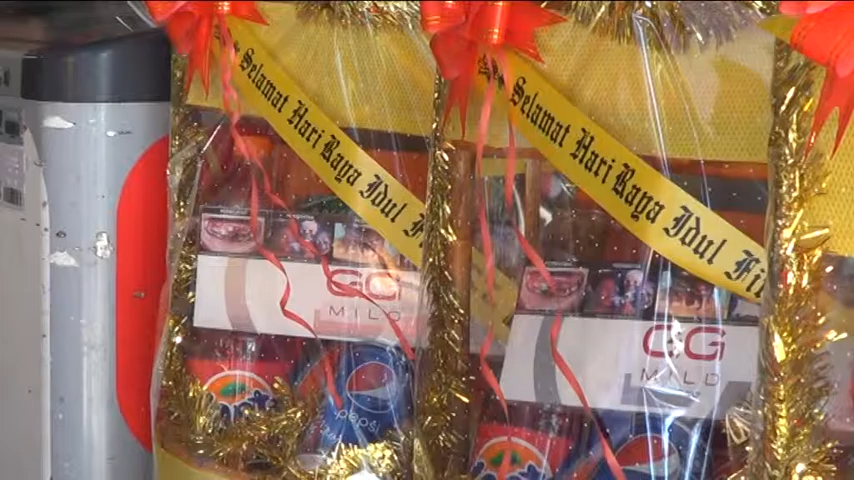 Selamat Hari Raya Idul F
Selamat Hari Raya Idul Fi
GG
MILD
GG
MILD
pepsi